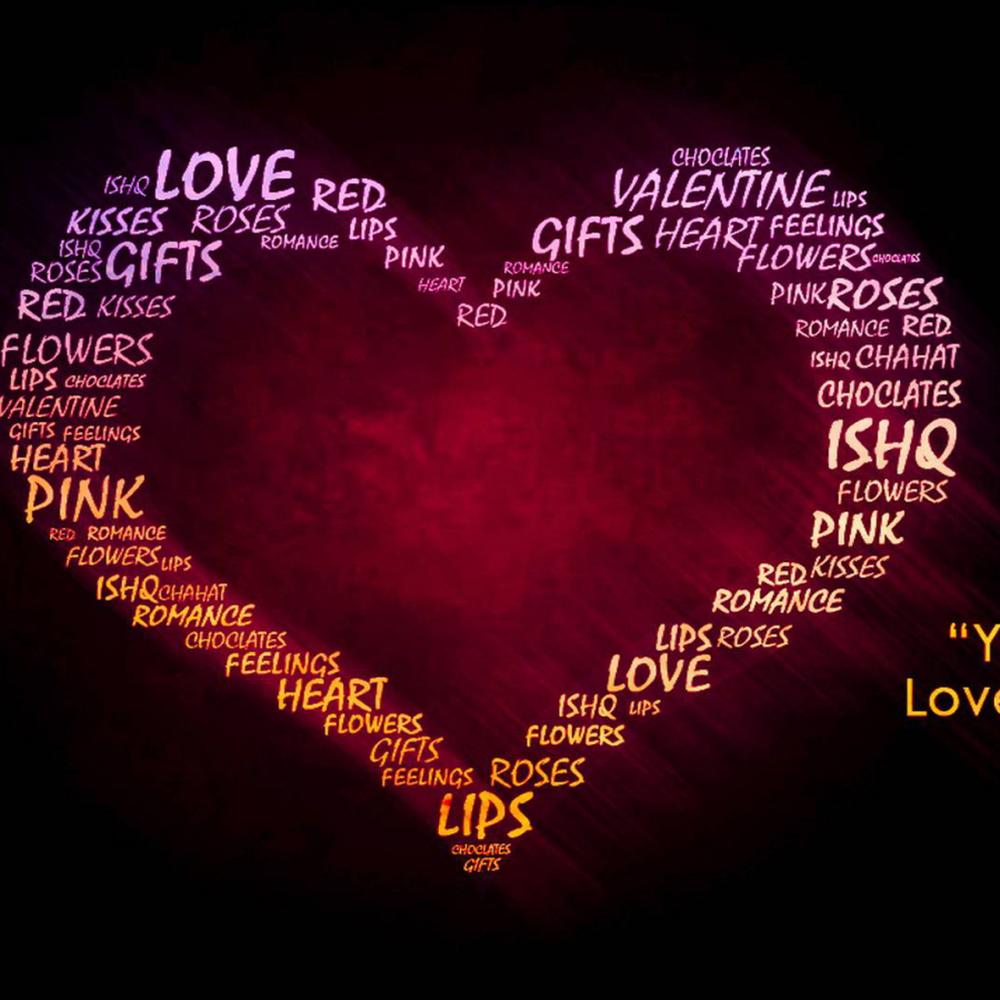 CHOCLATES
ISHQ LOVE RED VALENTINE LIPS
KISSES ROSES LIPS GIFTS HEART FEELINGS
ISHQ ROMANCE
ROSES GIFTS PINK ROMANCE FLOWERS CHOCLATES
HEART PINK PINK ROSES
RED KISSES RED ROMANCE RED
FLOWERS ISHQ CHAHAT
LIPS CHOCLATES CHOCLATES
VALENTINE
GIFTS FEELINGS ISHQ
HEART
PINK FLOWERS
RED ROMANCE PINK
FLOWERS LIPS RED KISSES
ISHQ CHAHAT ROMANCE
ROMANCE
CHOCLATES LIPS ROSES
FEELINGS LOVE
HEART ISHQ LIPS
FLOWERS FLOWERS
GIFTS
FEELINGS ROSES
LIPS
CHOCLATES
GIFTS
“Y
Love